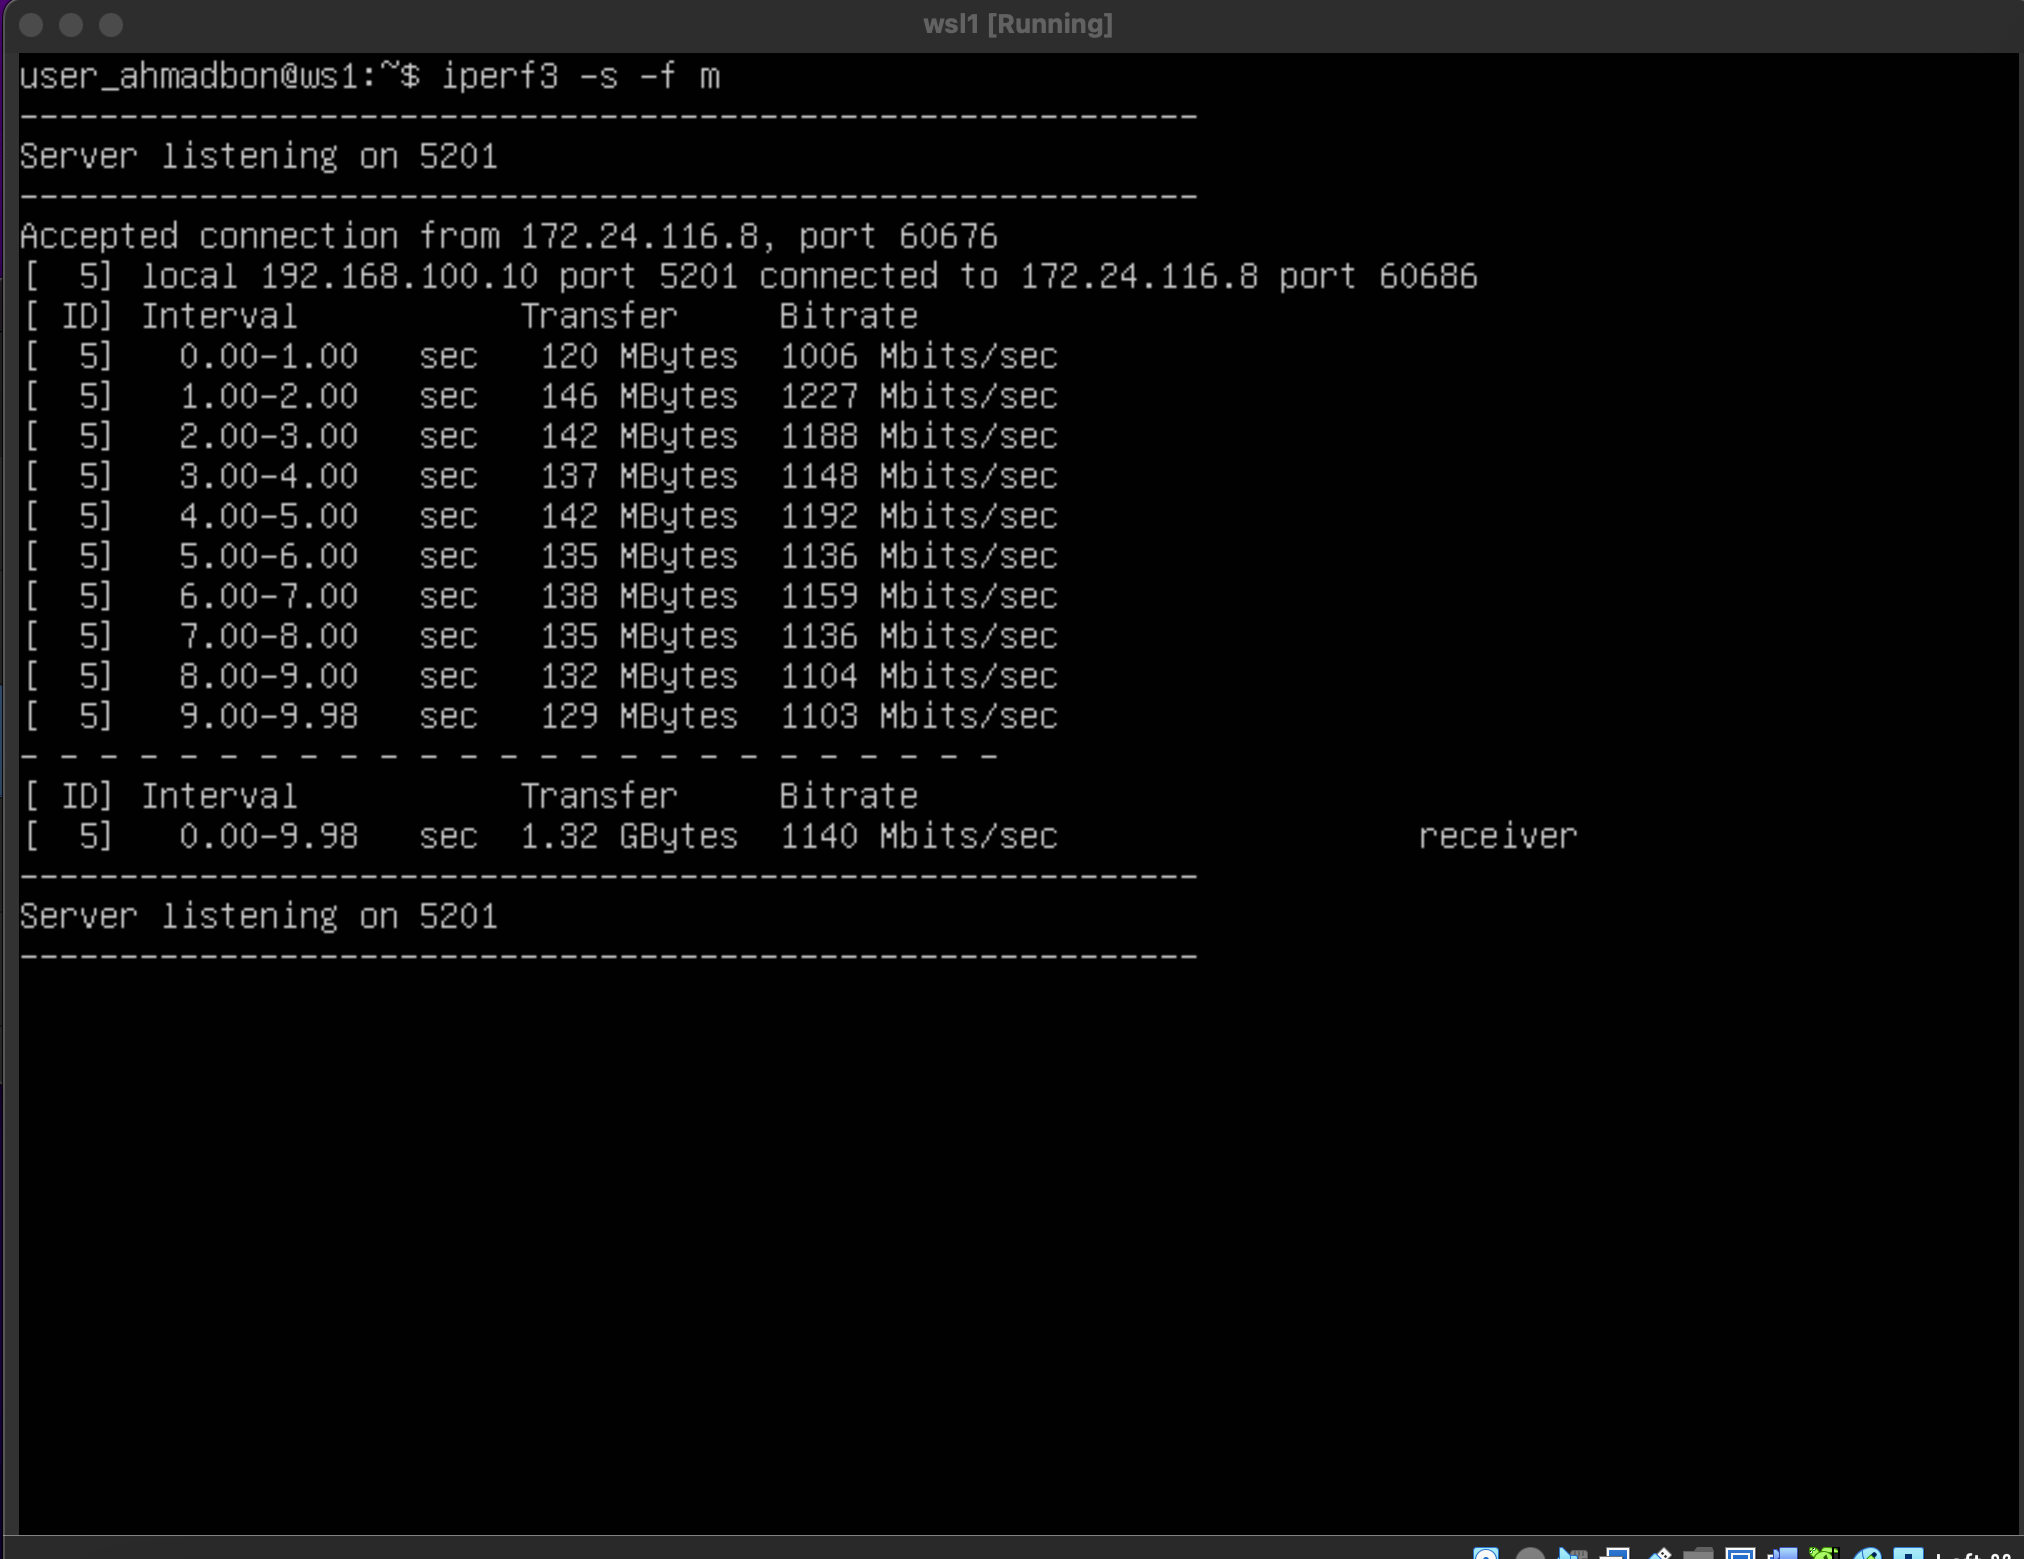 wsl1 [Running]
user_ahmadbon@ws1:~$ iperf3 -s -f m
-----------------------------------------------------------
Server listening on 5201
-----------------------------------------------------------
Accepted connection from 172.24.116.8, port 60676
[  5] local 192.168.100.10 port 5201 connected to 172.24.116.8 port 60686
[ ID] Interval           Transfer     Bitrate
[  5]   0.00-1.00   sec   120 MBytes  1006 Mbits/sec
[  5]   1.00-2.00   sec   146 MBytes  1227 Mbits/sec
[  5]   2.00-3.00   sec   142 MBytes  1188 Mbits/sec
[  5]   3.00-4.00   sec   137 MBytes  1148 Mbits/sec
[  5]   4.00-5.00   sec   142 MBytes  1192 Mbits/sec
[  5]   5.00-6.00   sec   135 MBytes  1136 Mbits/sec
[  5]   6.00-7.00   sec   138 MBytes  1159 Mbits/sec
[  5]   7.00-8.00   sec   135 MBytes  1136 Mbits/sec
[  5]   8.00-9.00   sec   132 MBytes  1104 Mbits/sec
[  5]   9.00-9.98   sec   129 MBytes  1103 Mbits/sec
- - - - - - - - - - - - - - - - - - - - - - - - -
[ ID] Interval           Transfer     Bitrate
[  5]   0.00-9.98   sec  1.32 GBytes  1140 Mbits/sec                  receiver
-----------------------------------------------------------
Server listening on 5201
-----------------------------------------------------------